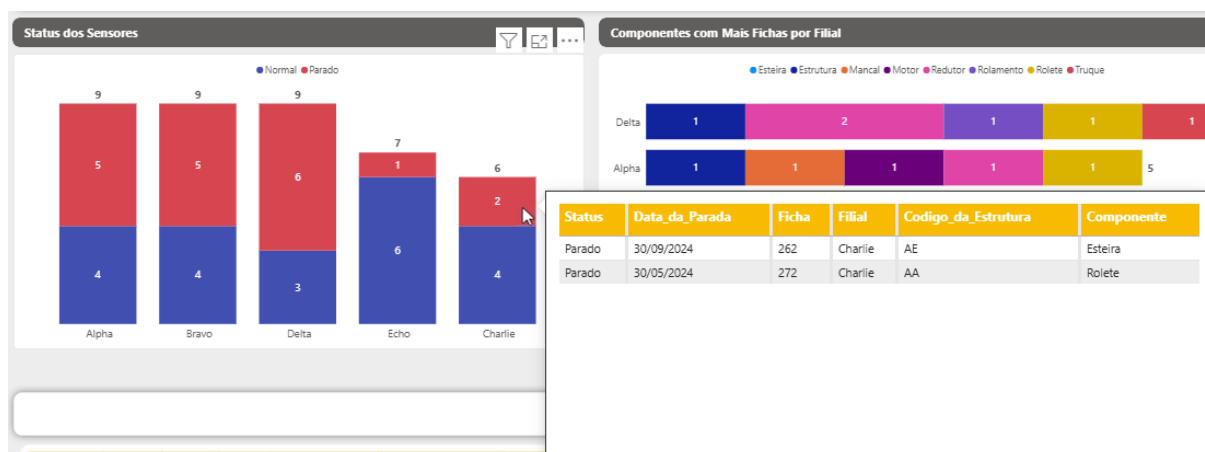 Status dos Sensores
Normal Parado
9 9 9 7 6
5 5 6 1 2
4 4 3 6 4
Alpha Bravo Delta Echo Charlie
Componentes com Mais Fichas por Filial
Esteira Estrutura Mancal Motor Redutor Rolamento Rolete Truque
Delta 1 2 1 1 1
Alpha 1 1 1 1 1 5
Status Data_da_Parada Ficha Filial Codigo_da_Estrutura Componente
Parado 30/09/2024 262 Charlie AE Esteira
Parado 30/05/2024 272 Charlie AA Rolete